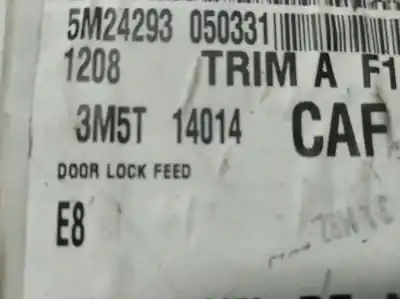 5M24293 050331
1208 TRIM A F1
3M5T 14014 CAF
DOOR LOCK FEED
E8